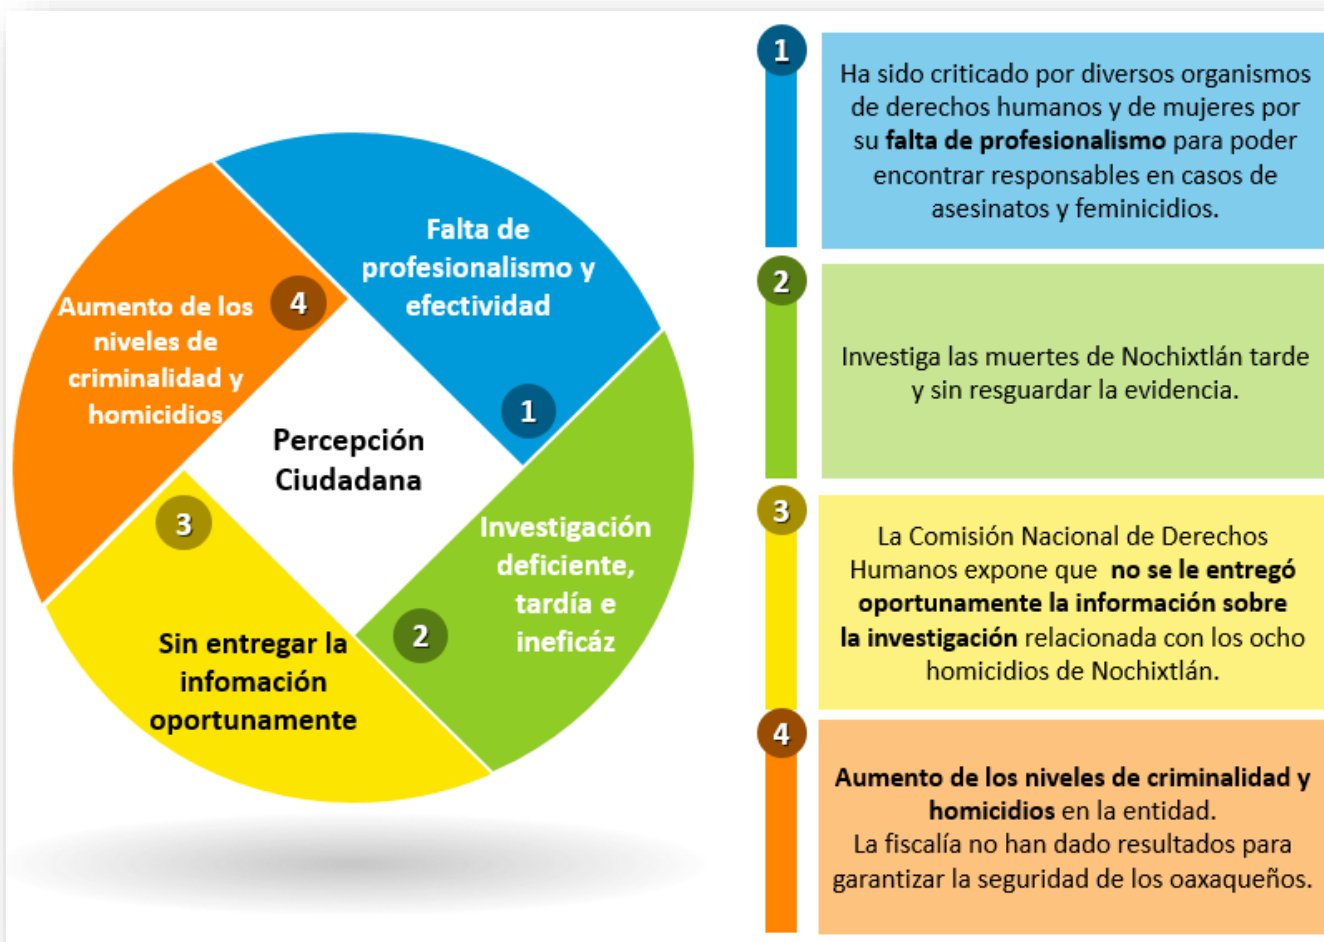 Falta de
profesionalismo y
efectividad
1
Investigación
deficiente,
tardía e
ineficáz
2
Sin entregar la
infomación
oportunamente
3
Aumento de los
niveles de
criminalidad y
homicidios
4
Percepción
Ciudadana
1
Ha sido criticado por diversos organismos
de derechos humanos y de mujeres por
su falta de profesionalismo para poder
encontrar responsables en casos de
asesinatos y feminicidios.
2
Investiga las muertes de Nochixtlán tarde
y sin resguardar la evidencia.
3
La Comisión Nacional de Derechos
Humanos expone que no se le entregó
oportunamente la información sobre
la investigación relacionada con los ocho
homicidios de Nochixtlán.
4
Aumento de los niveles de criminalidad y
homicidios en la entidad.
La fiscalía no han dado resultados para
garantizar la seguridad de los oaxaqueños.